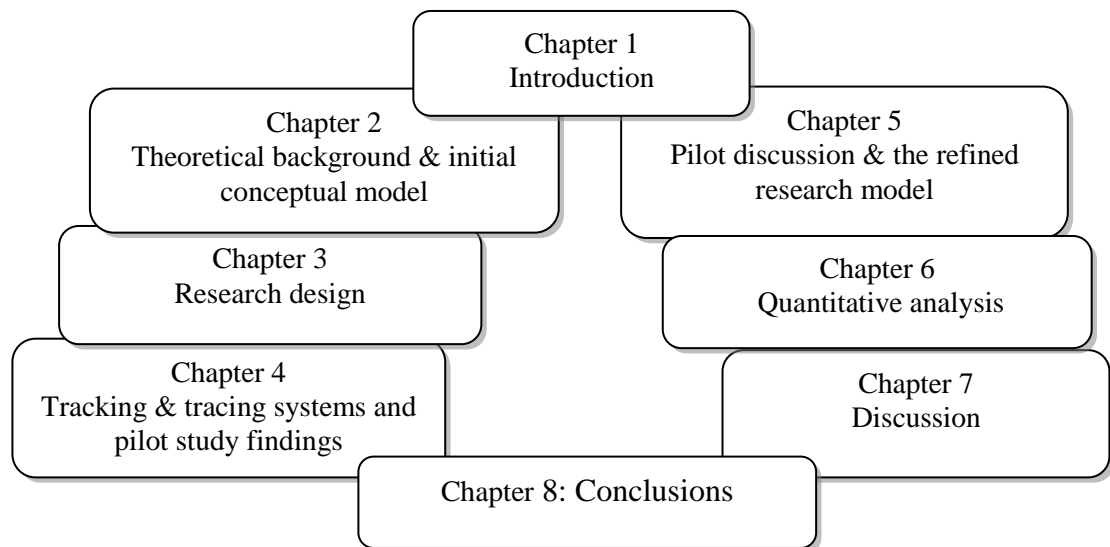 Chapter 1
Introduction
Chapter 2
Theoretical background & initial
conceptual model
Chapter 3
Research design
Chapter 4
Tracking & tracing systems and
pilot study findings
Chapter 5
Pilot discussion & the refined
research model
Chapter 6
Quantitative analysis
Chapter 7
Discussion
Chapter 8: Conclusions